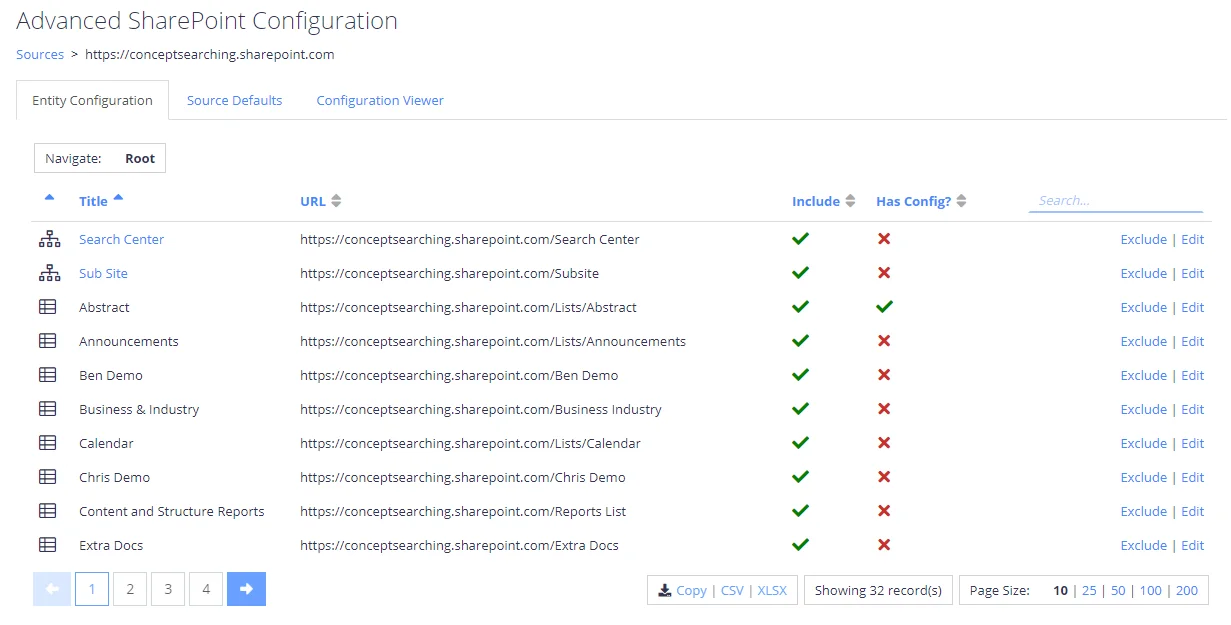 Advanced SharePoint Configuration
Sources > https://conceptsearching.sharepoint.com
Entity Configuration Source Defaults Configuration Viewer
Navigate: Root
Title URL Include Has Config? Search...
Search Center https://conceptsearching.sharepoint.com/Search Center Exclude | Edit
Sub Site https://conceptsearching.sharepoint.com/Subsite Exclude | Edit
Abstract https://conceptsearching.sharepoint.com/Lists/Abstract Exclude | Edit
Announcements https://conceptsearching.sharepoint.com/Lists/Announcements Exclude | Edit
Ben Demo https://conceptsearching.sharepoint.com/Ben Demo Exclude | Edit
Business & Industry https://conceptsearching.sharepoint.com/Business Industry Exclude | Edit
Calendar https://conceptsearching.sharepoint.com/Lists/Calendar Exclude | Edit
Chris Demo https://conceptsearching.sharepoint.com/Chris Demo Exclude | Edit
Content and Structure Reports https://conceptsearching.sharepoint.com/Reports List Exclude | Edit
Extra Docs https://conceptsearching.sharepoint.com/Extra Docs Exclude | Edit
1 2 3 4 Copy | CSV | XLSX Showing 32 record(s) Page Size: 10 | 25 | 50 | 100 | 200